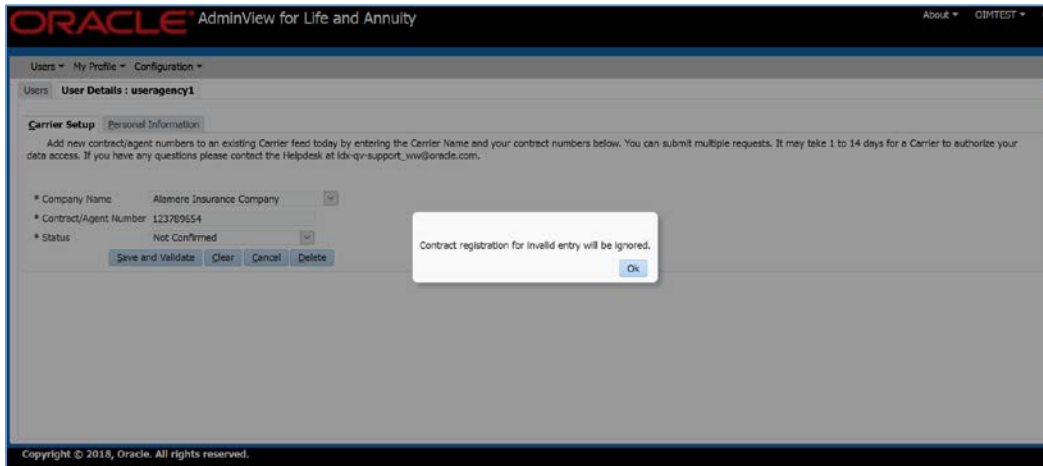 ORACLE® AdminView for Life and Annuity
About OIMTEST
Users My Profile Configuration
Users User Details : useragency1
Carrier Setup Personal Information
Add new contract/agent numbers to an existing Carrier feed today by entering the Carrier Name and your contract numbers below. You can submit multiple requests. It may take 1 to 14 days for a Carrier to authorize your
data access. If you have any questions please contact the Helpdesk at idx-qv-support_ww@oracle.com.
* Company Name Alamere Insurance Company
* Contract/Agent Number 123789654
* Status Not Confirmed
Save and Validate Clear Cancel Delete
Contract registration for invalid entry will be ignored.
Ok
Copyright © 2018, Oracle. All rights reserved.